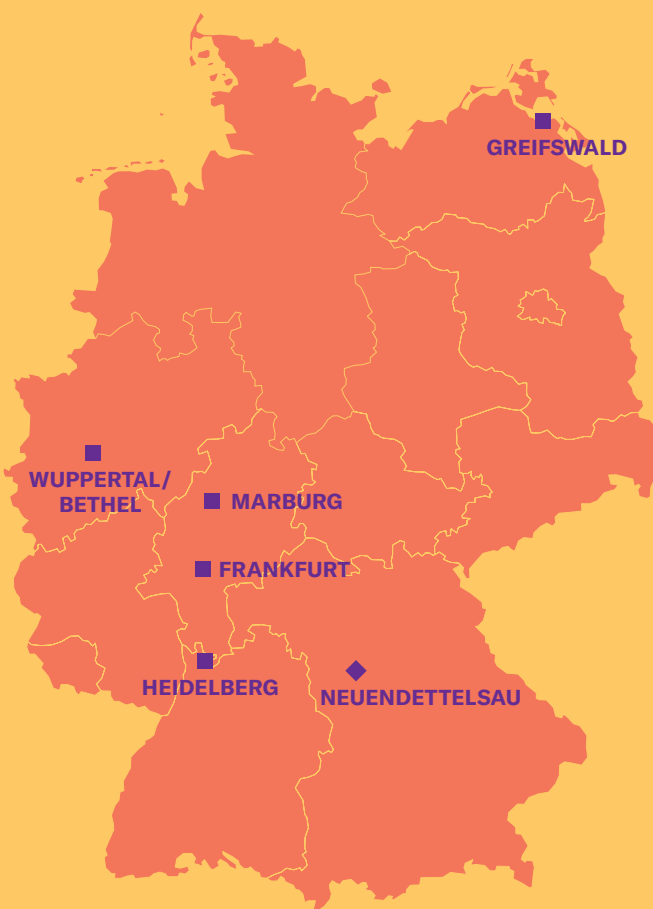 GREIFSWALD
WUPPERTAL/
BETHEL
MARBURG
FRANKFURT
HEIDELBERG
NEUENDETTELSAU